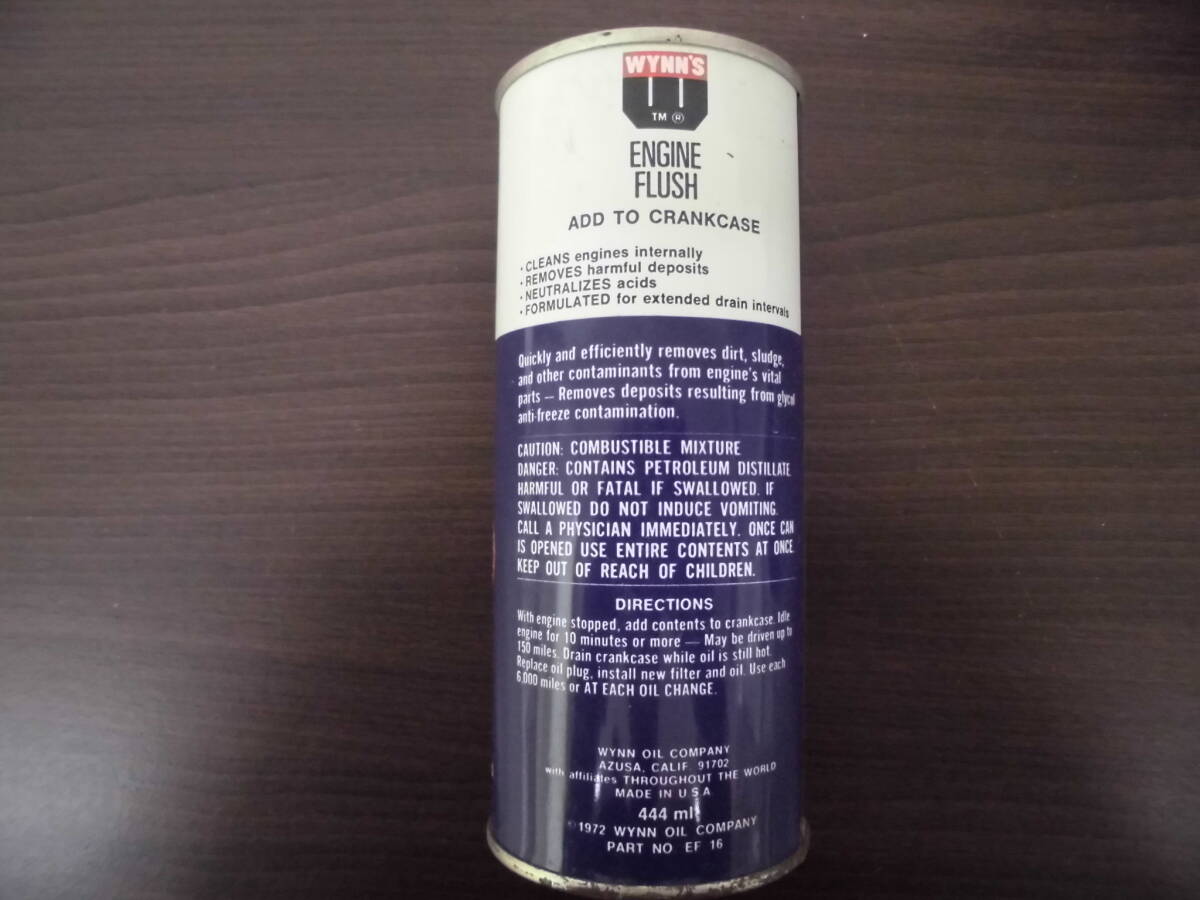 WYNN'S
TM ®
ENGINE
FLUSH
ADD TO CRANKCASE
• CLEANS engines internally
• REMOVES harmful deposits
• NEUTRALIZES acids
• FORMULATED for extended drain intervals
Quickly and efficiently removes dirt, sludge,
and other contaminants from engine's vital
parts — Removes deposits resulting from glycol
anti-freeze contamination.
CAUTION: COMBUSTIBLE MIXTURE
DANGER: CONTAINS PETROLEUM DISTILLATE
HARMFUL OR FATAL IF SWALLOWED. IF
SWALLOWED DO NOT INDUCE VOMITING.
CALL A PHYSICIAN IMMEDIATELY. ONCE CAN
IS OPENED USE ENTIRE CONTENTS AT ONCE.
KEEP OUT OF REACH OF CHILDREN.
DIRECTIONS
With engine stopped, add contents to crankcase. Idle
engine for 10 minutes or more — May be driven up to
150 miles. Drain crankcase while oil is still hot.
Replace oil plug, install new filter and oil. Use each
6,000 miles or AT EACH OIL CHANGE.
WYNN OIL COMPANY
AZUSA, CALIF. 91702
with affiliates THROUGHOUT THE WORLD
MADE IN U S A
444 ml
©1972 WYNN OIL COMPANY
PART NO EF 16